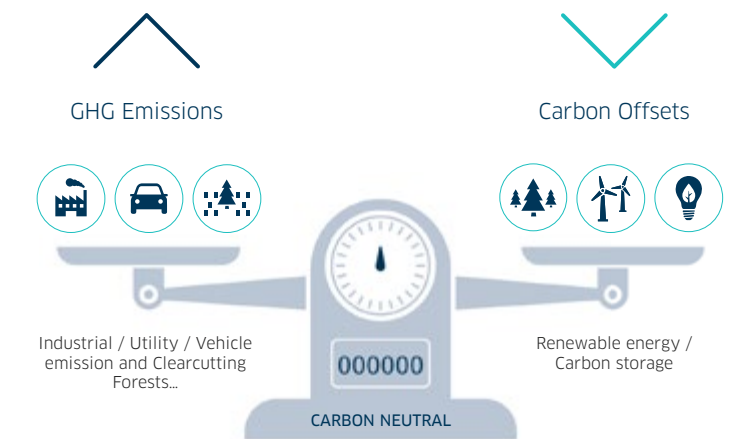 GHG Emissions
Carbon Offsets
Industrial / Utility / Vehicle
emission and Clearcutting
Forests…
Renewable energy /
Carbon storage
000000
CARBON NEUTRAL